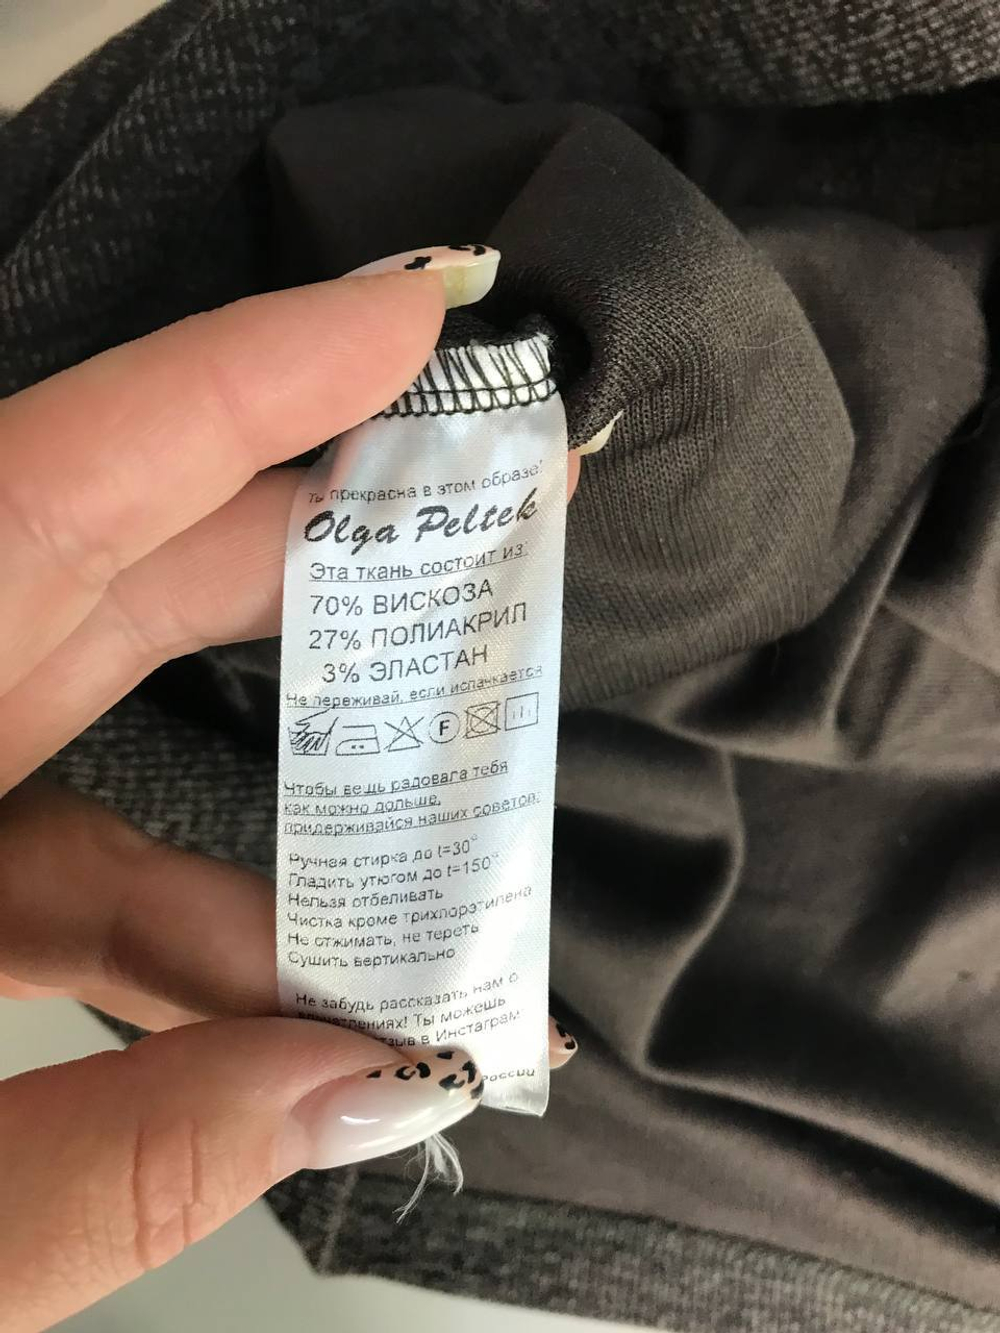 Ты прекрасна в этом образе!
Olga Peltek
Эта ткань состоит из:
70% ВИСКОЗА
27% ПОЛИАКРИЛ
3% ЭЛАСТАН
Не переживай, если испачкается
F
Чтобы вещь радовала тебя
как можно дольше,
придерживайся наших советов:
Ручная стирка до t=30°
Гладить утюгом до t=150°
Нельзя отбеливать
Чистка кроме трихлорэтилена
Не отжимать, не тереть
Сушить вертикально
Не забудь рассказать нам о
впечатлениях! Ты можешь
в Инстаграм:
России